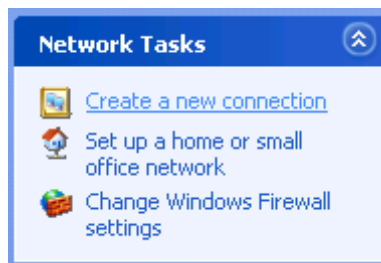 Network Tasks
Create a new connection
Set up a home or small
office network
Change Windows Firewall
settings